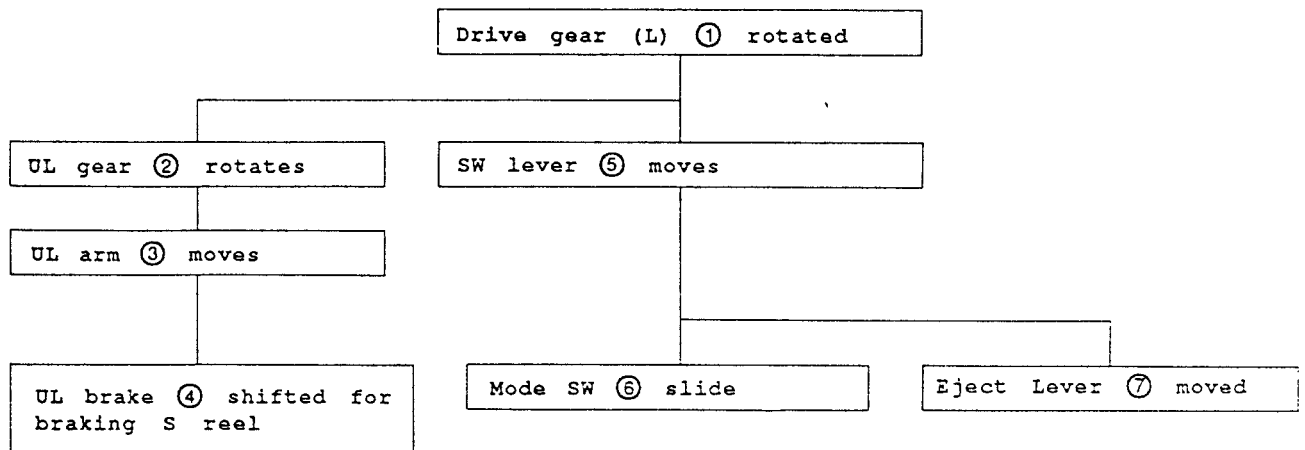 Drive gear (L) ① rotated
UL gear ② rotates
SW lever ⑤ moves
UL arm ③ moves
UL brake ④ shifted for
braking S reel
Mode SW ⑥ slide
Eject Lever ⑦ moved